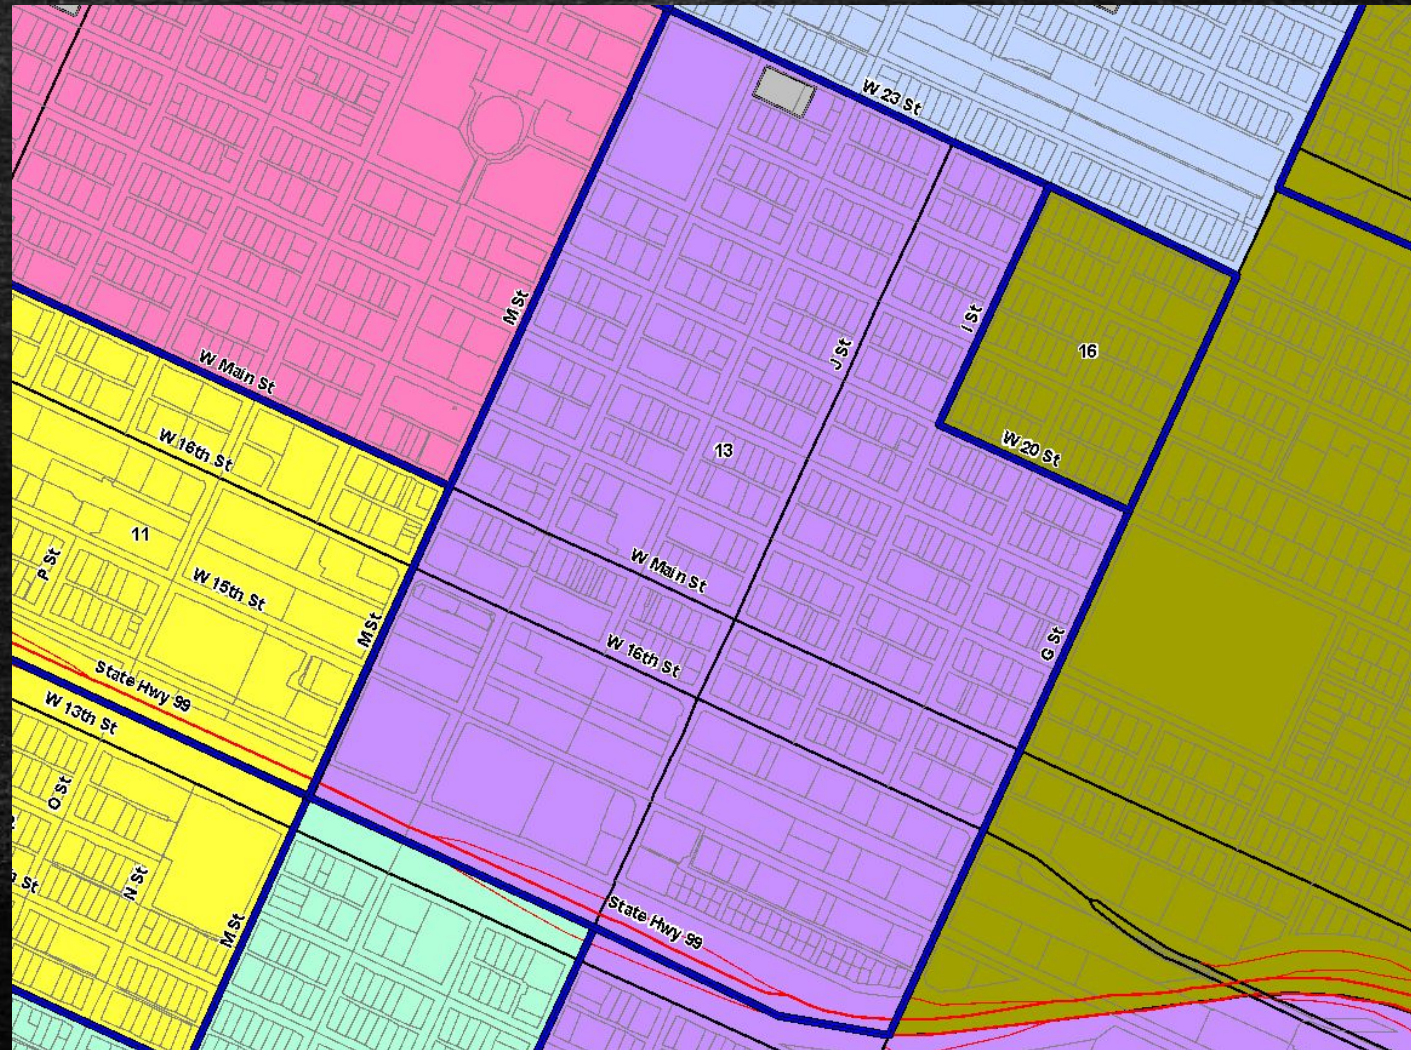 W 23 St
M St
I St
J St
16
W Main St
W 20 St
W 16th St
13
11
W Main St
P St
W 15th St
M St
G St
W 16th St
State Hwy 99
W 13th St
O St
N St
St
M St
State Hwy 99